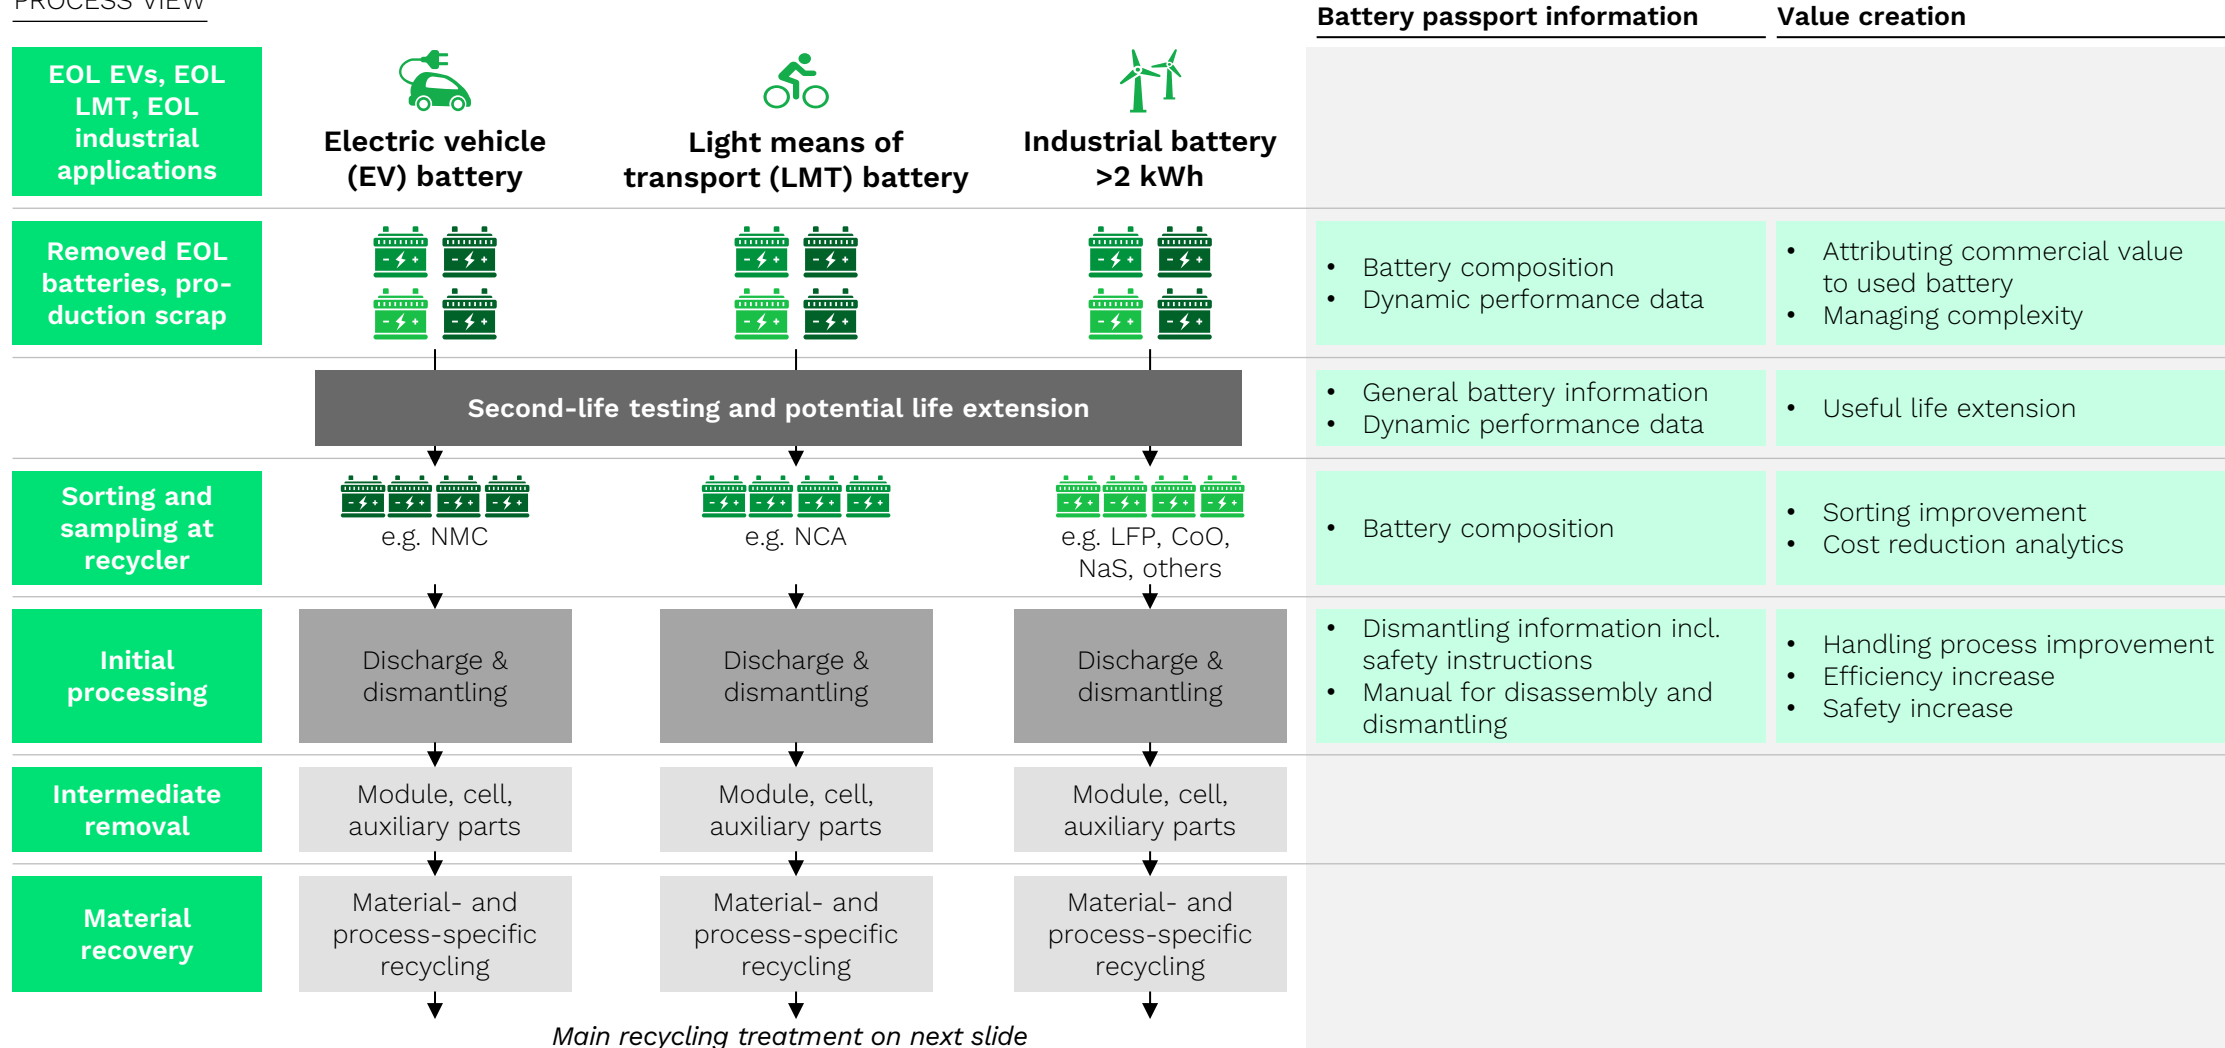 PROCESS VIEW
Battery passport information
Value creation
EOL EVs, EOL
LMT, EOL
industrial
applications
Electric vehicle
(EV) battery
Light means of
transport (LMT) battery
Industrial battery
>2 kWh
Removed EOL
batteries, pro-
duction scrap
• Battery composition
• Dynamic performance data
• Attributing commercial value
to used battery
• Managing complexity
Second-life testing and potential life extension
• General battery information
• Dynamic performance data
• Useful life extension
Sorting and
sampling at
recycler
e.g. NMC
e.g. NCA
e.g. LFP, CoO,
NaS, others
• Battery composition
• Sorting improvement
• Cost reduction analytics
Initial
processing
Discharge &
dismantling
Discharge &
dismantling
Discharge &
dismantling
• Dismantling information incl.
safety instructions
• Manual for disassembly and
dismantling
• Handling process improvement
• Efficiency increase
• Safety increase
Intermediate
removal
Module, cell,
auxiliary parts
Module, cell,
auxiliary parts
Module, cell,
auxiliary parts
Material
recovery
Material- and
process-specific
recycling
Material- and
process-specific
recycling
Material- and
process-specific
recycling
Main recycling treatment on next slide